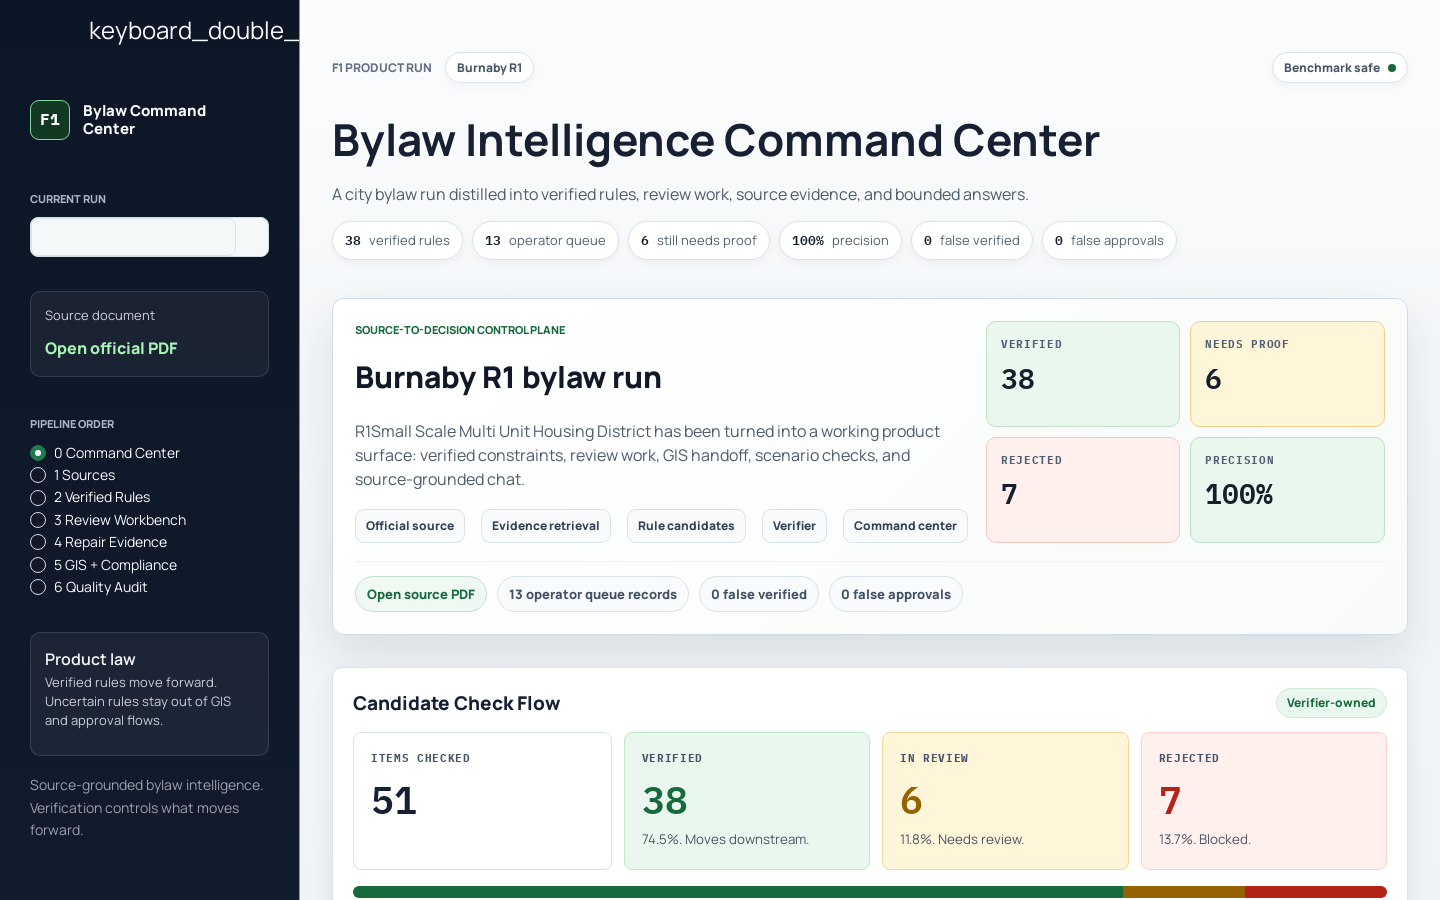 keyboard_double_
F1
Bylaw Command
Center
CURRENT RUN
Source document
Open official PDF
PIPELINE ORDER
0 Command Center
1 Sources
2 Verified Rules
3 Review Workbench
4 Repair Evidence
5 GIS + Compliance
6 Quality Audit
Product law
Verified rules move forward.
Uncertain rules stay out of GIS
and approval flows.
Source-grounded bylaw intelligence.
Verification controls what moves
forward.
F1 PRODUCT RUN
Burnaby R1
Benchmark safe
Bylaw Intelligence Command Center
A city bylaw run distilled into verified rules, review work, source evidence, and bounded answers.
38 verified rules
13 operator queue
6 still needs proof
100% precision
0 false verified
0 false approvals
SOURCE-TO-DECISION CONTROL PLANE
Burnaby R1 bylaw run
R1Small Scale Multi Unit Housing District has been turned into a working product
surface: verified constraints, review work, GIS handoff, scenario checks, and
source-grounded chat.
Official source
Evidence retrieval
Rule candidates
Verifier
Command center
VERIFIED
38
NEEDS PROOF
6
REJECTED
7
PRECISION
100%
Open source PDF
13 operator queue records
0 false verified
0 false approvals
Candidate Check Flow
Verifier-owned
ITEMS CHECKED
51
VERIFIED
38
74.5%. Moves downstream.
IN REVIEW
6
11.8%. Needs review.
REJECTED
7
13.7%. Blocked.